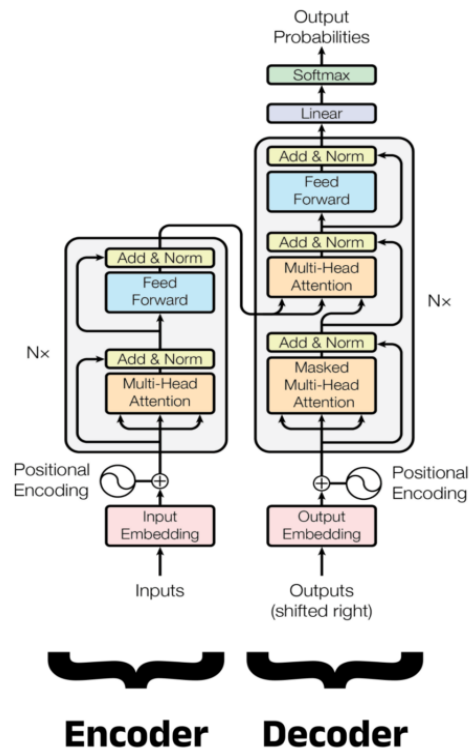 Output
Probabilities
Softmax
Linear
Add & Norm
Feed
Forward
Add & Norm
Multi-Head
Attention
Add & Norm
Masked
Multi-Head
Attention
Nx
Add & Norm
Feed
Forward
Add & Norm
Multi-Head
Attention
Nx
Positional
Encoding
Positional
Encoding
Input
Embedding
Output
Embedding
Inputs
Outputs
(shifted right)
Encoder
Decoder